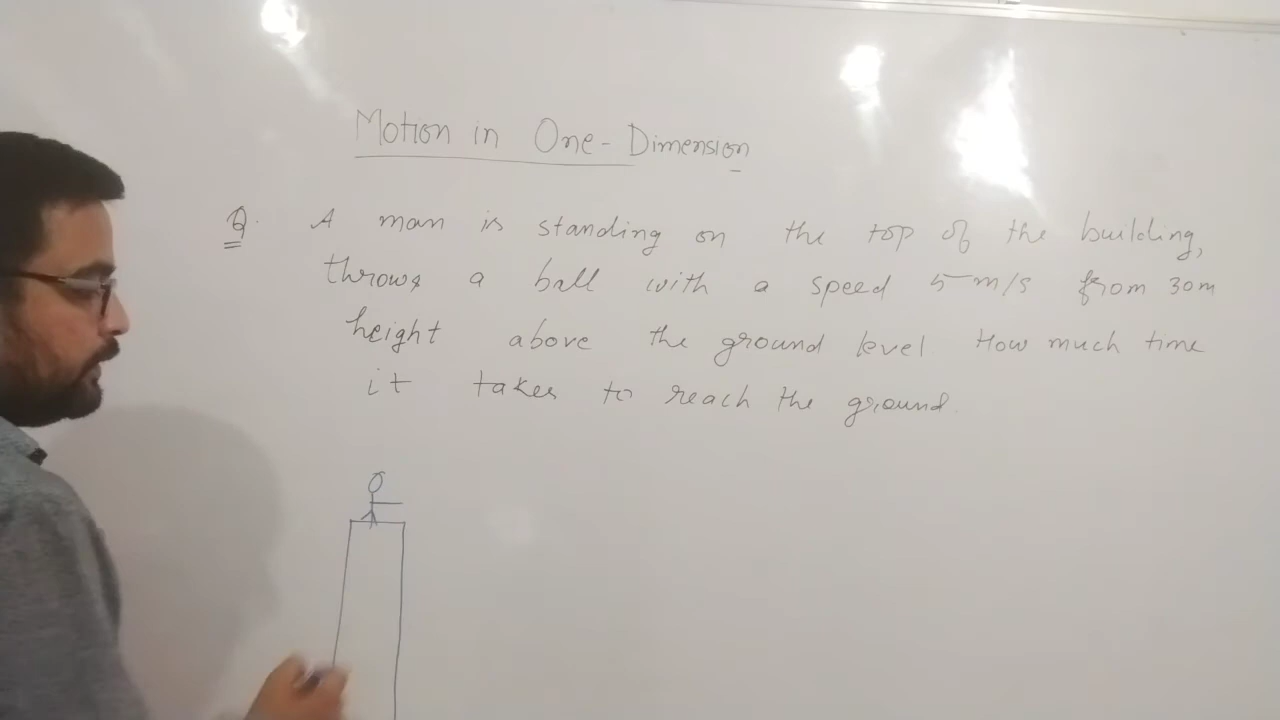 Motion in One-Dimension
Q. A man is standing on the top of the building,
throws a ball with a speed 5 m/s from 30m
height above the ground level. How much time
it takes to reach the ground.